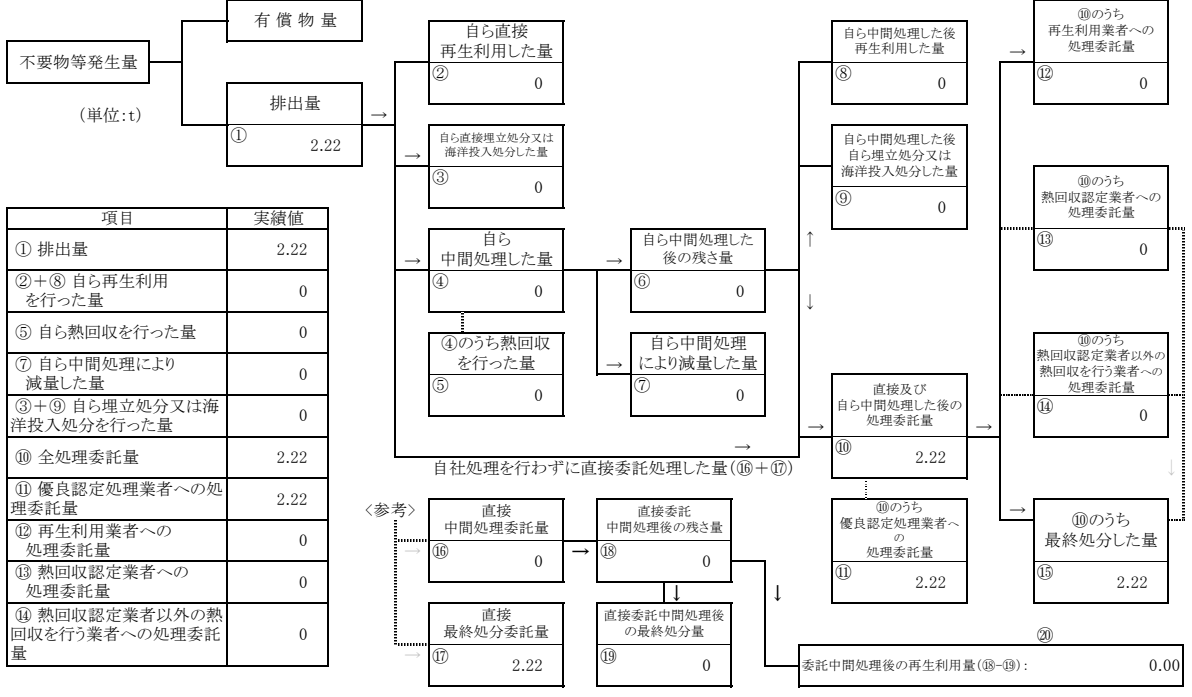 有 償 物 量
不要物等発生量
(単位:t)
排出量
①
2.22
→
自ら直接
再生利用した量
②
0
→
自ら直接埋立処分又は
海洋投入処分した量
③
0
→
自ら
中間処理した量
④
0
④のうち熱回収
を行った量
⑤
0
→
自ら中間処理した
後の残さ量
⑥
0
→
自ら中間処理
により減量した量
⑦
0
自ら中間処理した後
再生利用した量
⑧
0
自ら中間処理した後
自ら埋立処分又は
海洋投入処分した量
⑨
0
↑
↓
→
自社処理を行わずに直接委託処理した量(⑯+⑰)
→
直接及び
自ら中間処理した後の
処理委託量
⑩
2.22
⑩のうち
優良認定処理業者へ
の
処理委託量
⑪
2.22
→
⑩のうち
再生利用業者への
処理委託量
⑫
0
⑩のうち
熱回収認定業者への
処理委託量
⑬
0
⑩のうち
熱回収認定業者以外の
熱回収を行う業者への
処理委託量
⑭
0
→
↓
→
⑩のうち
最終処分した量
⑮
2.22
項目 実績値
① 排出量 2.22
②+⑧ 自ら再生利用
を行った量 0
⑤ 自ら熱回収を行った量 0
⑦ 自ら中間処理により
減量した量 0
③+⑨ 自ら埋立処分又は海
洋投入処分を行った量 0
⑩ 全処理委託量 2.22
⑪ 優良認定処理業者への処
理委託量 2.22
⑫ 再生利用業者への
処理委託量 0
⑬ 熱回収認定業者への
処理委託量 0
⑭ 熱回収認定業者以外の熱
回収を行う業者への処理委託
量 0
〈参考〉
→
直接
中間処理委託量
⑯
0
→
直接委託
中間処理後の残さ量
⑱
0
↓
↓
→
直接
最終処分委託量
⑰
2.22
直接委託中間処理後
の最終処分量
⑲
0
⑳
委託中間処理後の再生利用量(⑱-⑲): 0.00